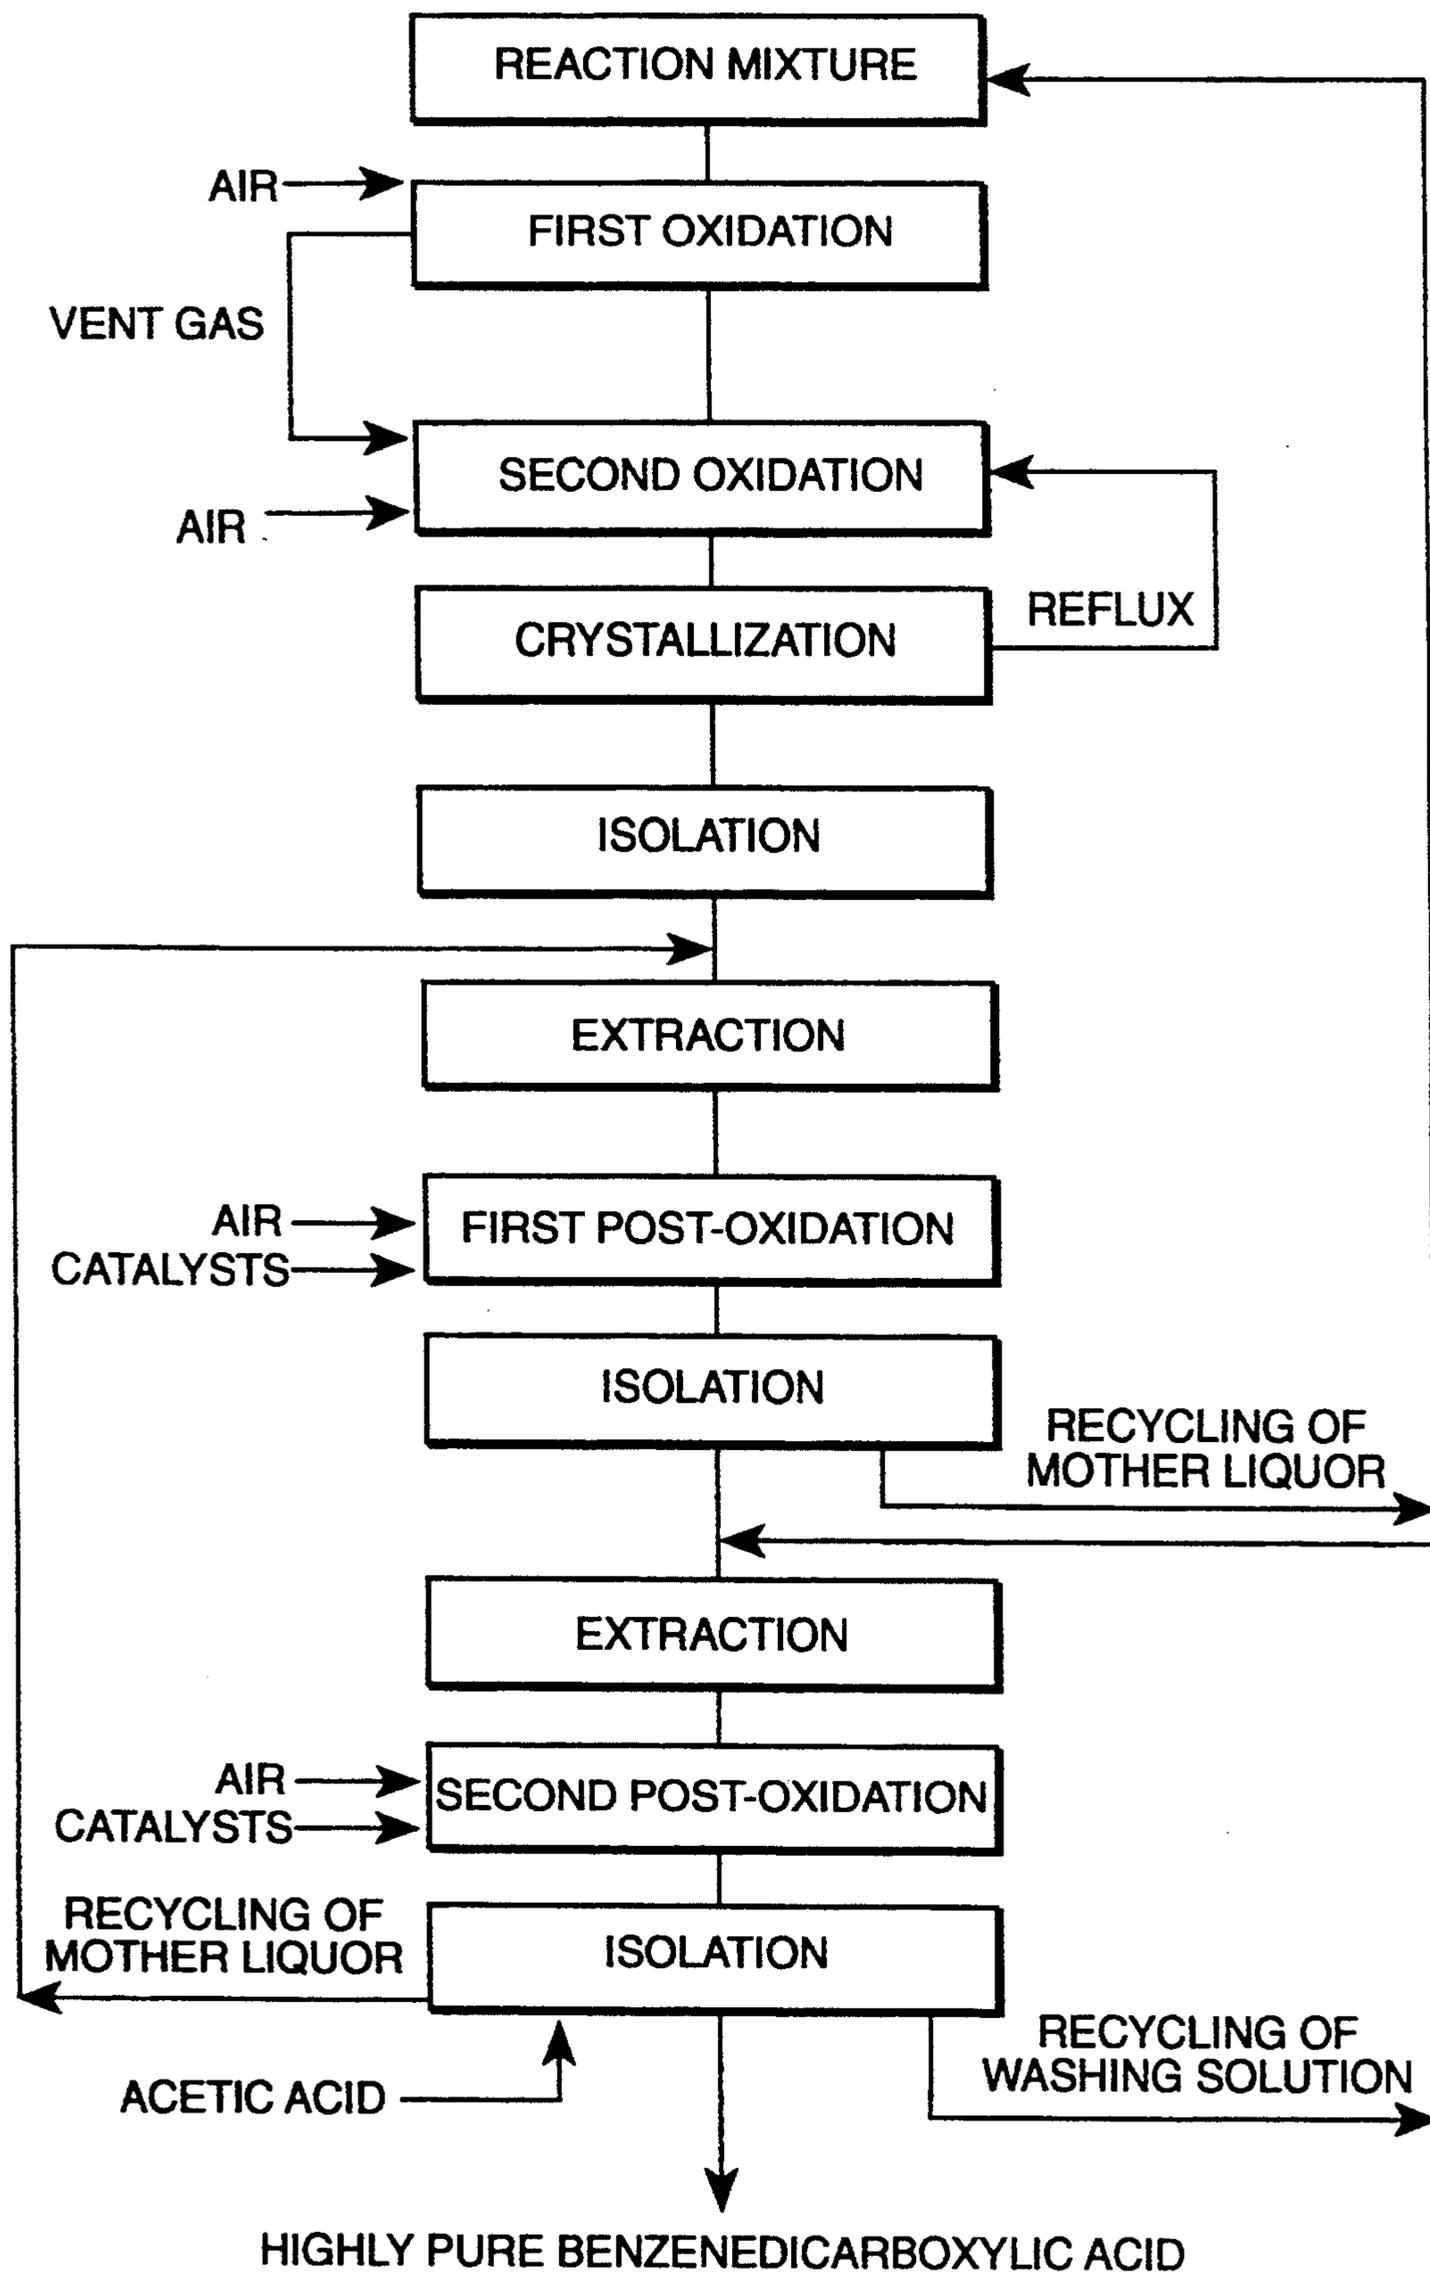 REACTION MIXTURE
AIR
FIRST OXIDATION
VENT GAS
SECOND OXIDATION
AIR
CRYSTALLIZATION
REFLUX
ISOLATION
EXTRACTION
AIR
CATALYSTS
FIRST POST-OXIDATION
ISOLATION
RECYCLING OF
MOTHER LIQUOR
EXTRACTION
AIR
CATALYSTS
SECOND POST-OXIDATION
RECYCLING OF
MOTHER LIQUOR
ISOLATION
ACETIC ACID
RECYCLING OF
WASHING SOLUTION
HIGHLY PURE BENZENEDICARBOXYLIC ACID